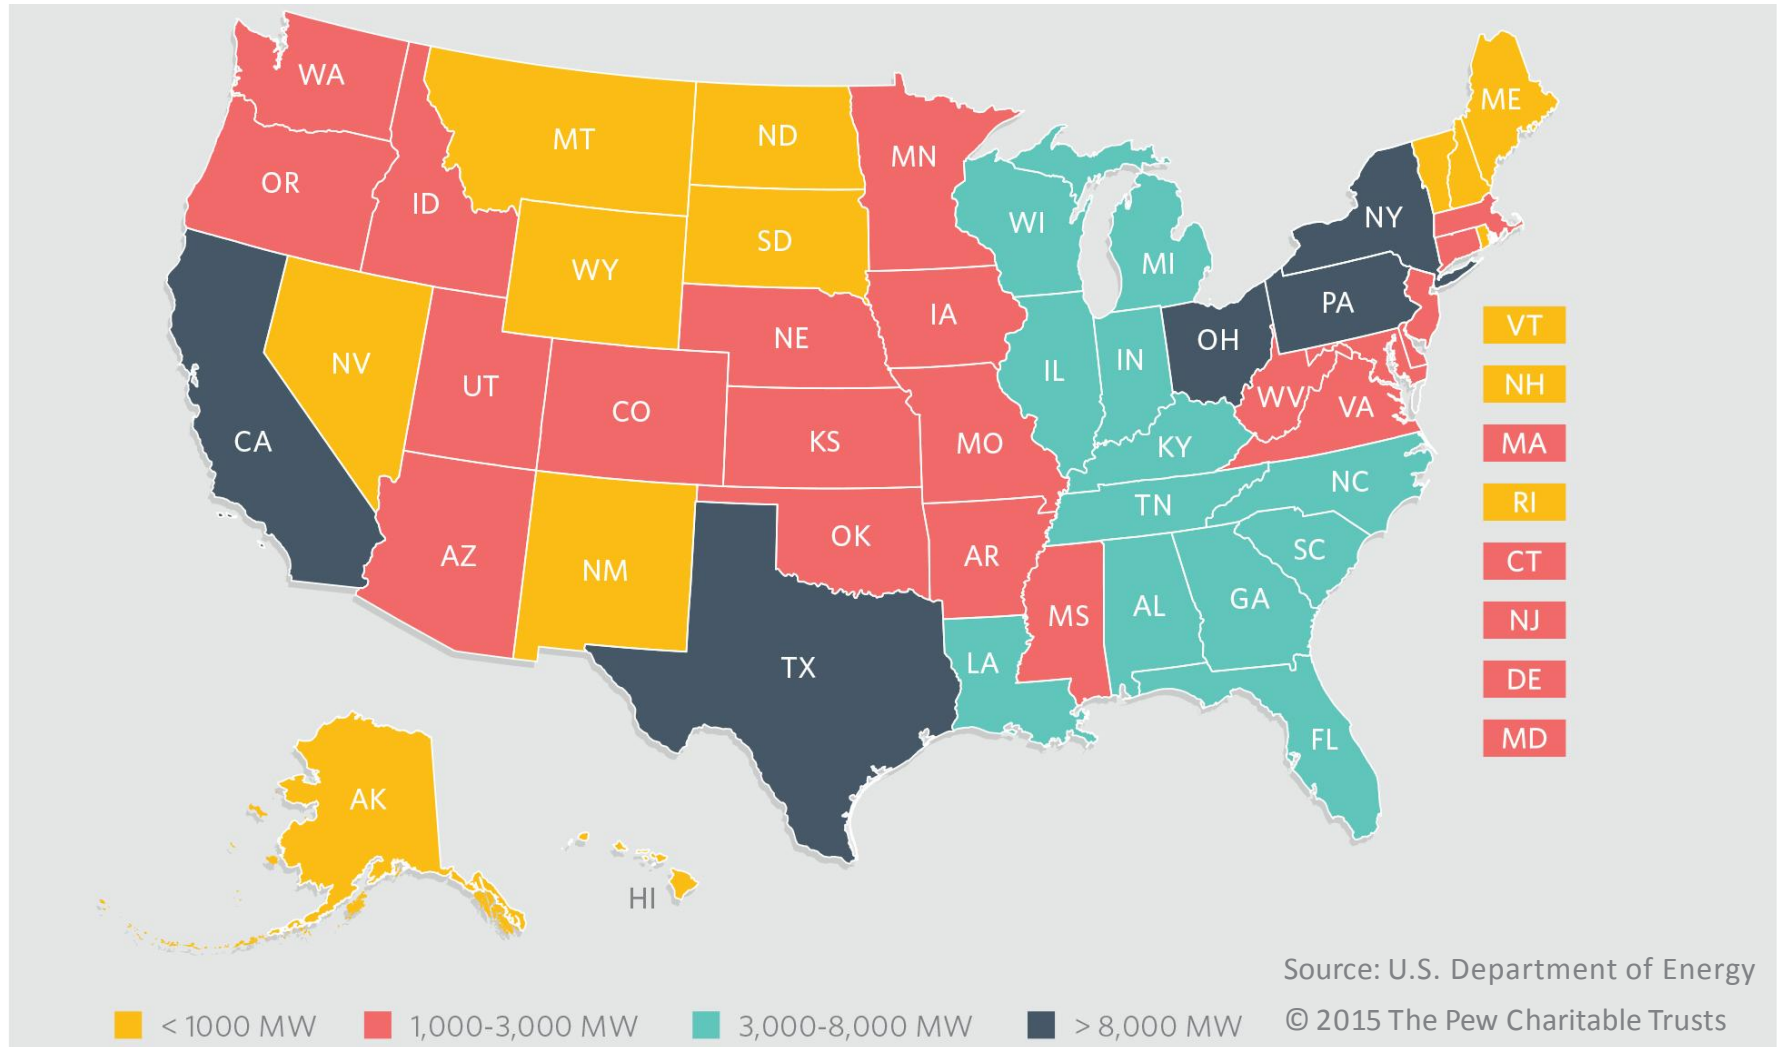 WA
MT
ND
MN
ME
OR
ID
WI
NY
SD
MI
WY
PA
IA
OH
VT
NE
NV
IL
IN
UT
NH
CO
WV
VA
CA
KS
MO
KY
MA
NC
TN
RI
OK
AZ
AR
SC
NM
CT
GA
AL
MS
NJ
LA
TX
DE
FL
MD
AK
HI
Source: U.S. Department of Energy
< 1000 MW
1,000-3,000 MW
3,000-8,000 MW
> 8,000 MW
© 2015 The Pew Charitable Trusts